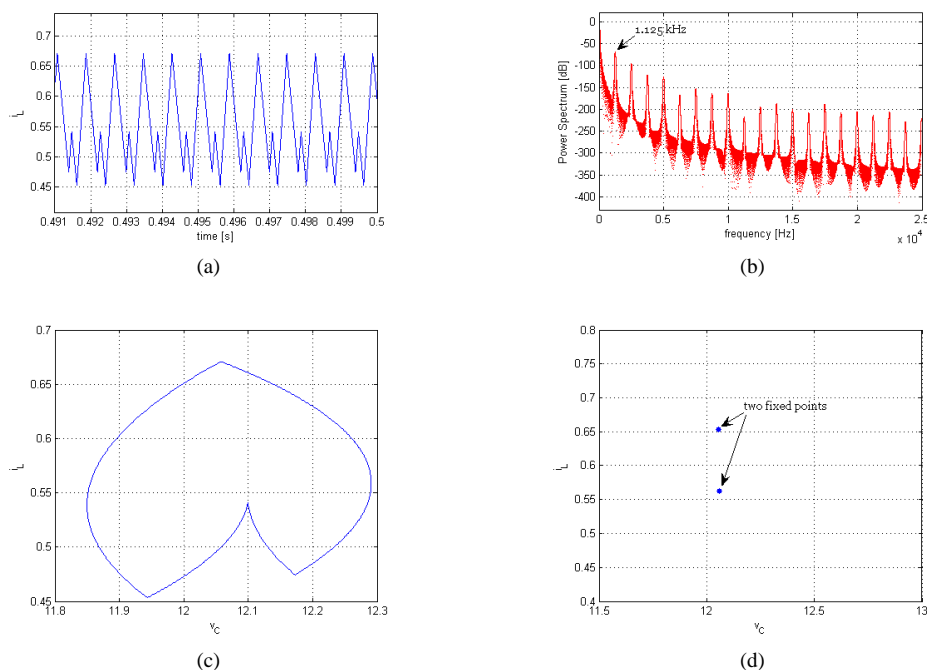 0.7
0.65
0.6
0.55
0.5
0.45
i_L
0.491 0.492 0.493 0.494 0.495 0.496 0.497 0.498 0.499 0.5
time [s]
(a)
0
-50
-100
-150
-200
-250
-300
-350
-400
Power Spectrum [dB]
1.125 kHz
0 0.5 1 1.5 2 2.5
x 10^4
frequency [Hz]
(b)
0.7
0.65
0.6
0.55
0.5
0.45
i_L
11.8 11.9 12 12.1 12.2 12.3
v_C
(c)
0.8
0.75
0.7
0.65
0.6
0.55
0.5
0.45
0.4
i_L
two fixed points
11.5 12 12.5 13
v_C
(d)